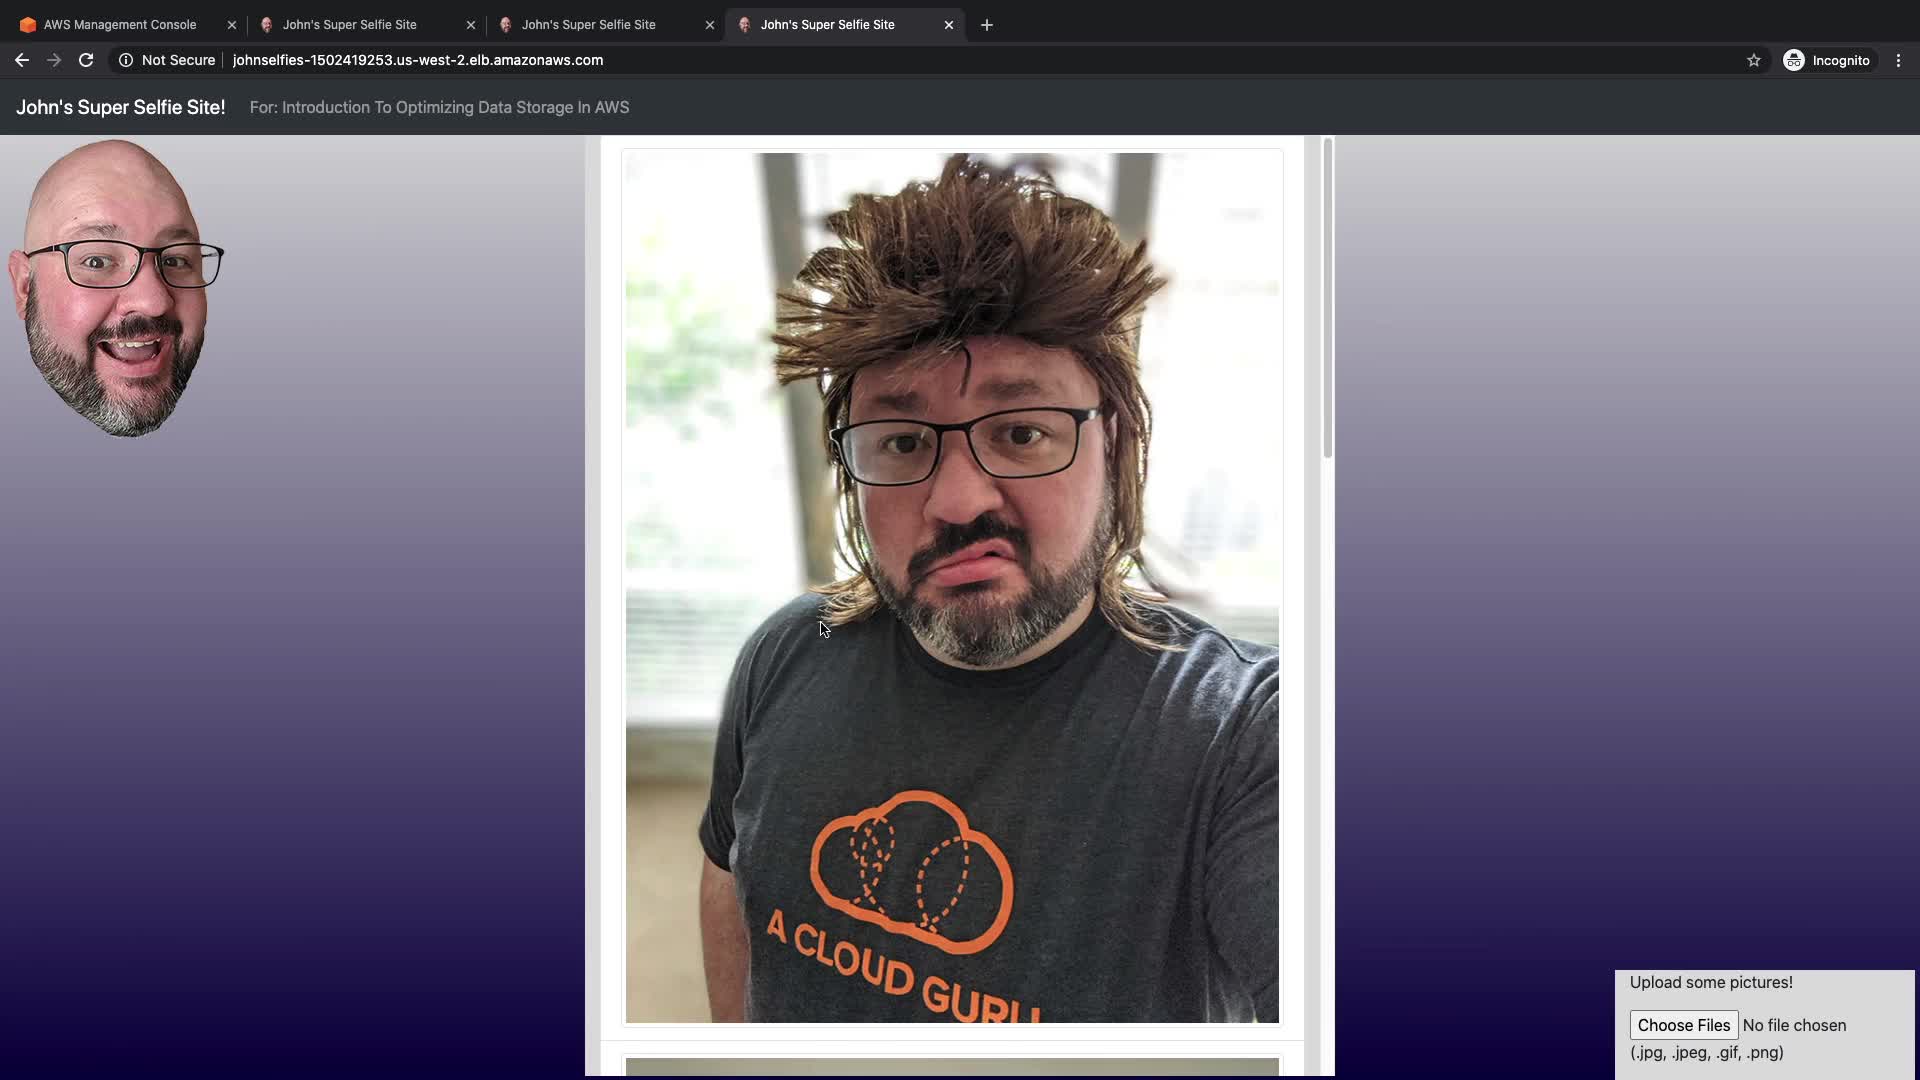 AWS Management Console
John's Super Selfie Site
John's Super Selfie Site
John's Super Selfie Site
Not Secure
johnselfies-1502419253.us-west-2.elb.amazonaws.com
Incognito
John's Super Selfie Site!
For: Introduction To Optimizing Data Storage In AWS
A CLOUD GURU
Upload some pictures!
Choose Files No file chosen
(.jpg, .jpeg, .gif, .png)